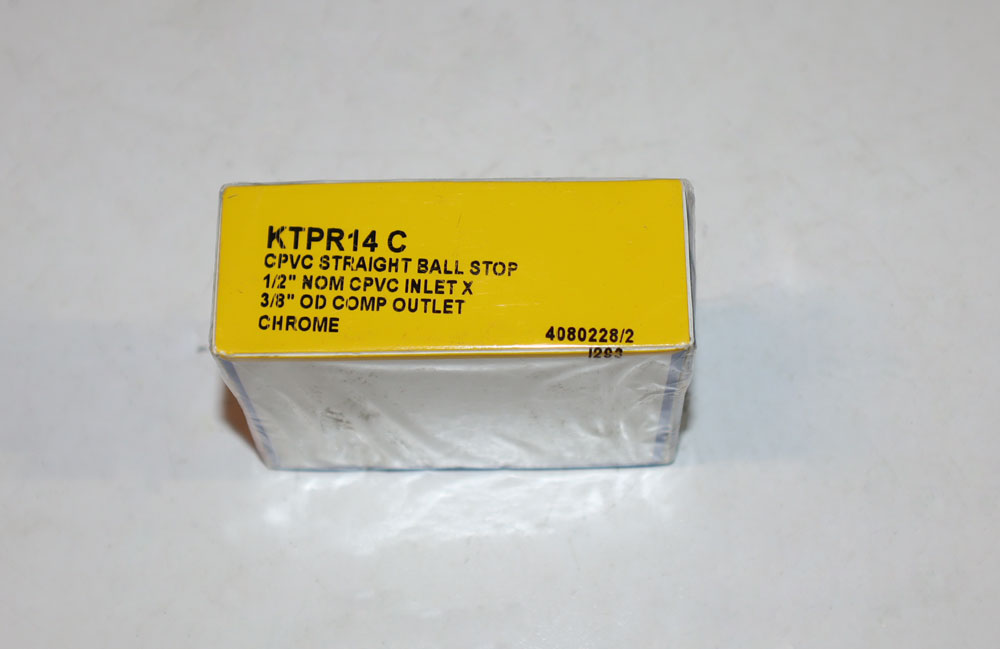 KTPR14 C
CPVC STRAIGHT BALL STOP
1/2" NOM CPVC INLET X
3/8" OD COMP OUTLET
CHROME
4080228/2